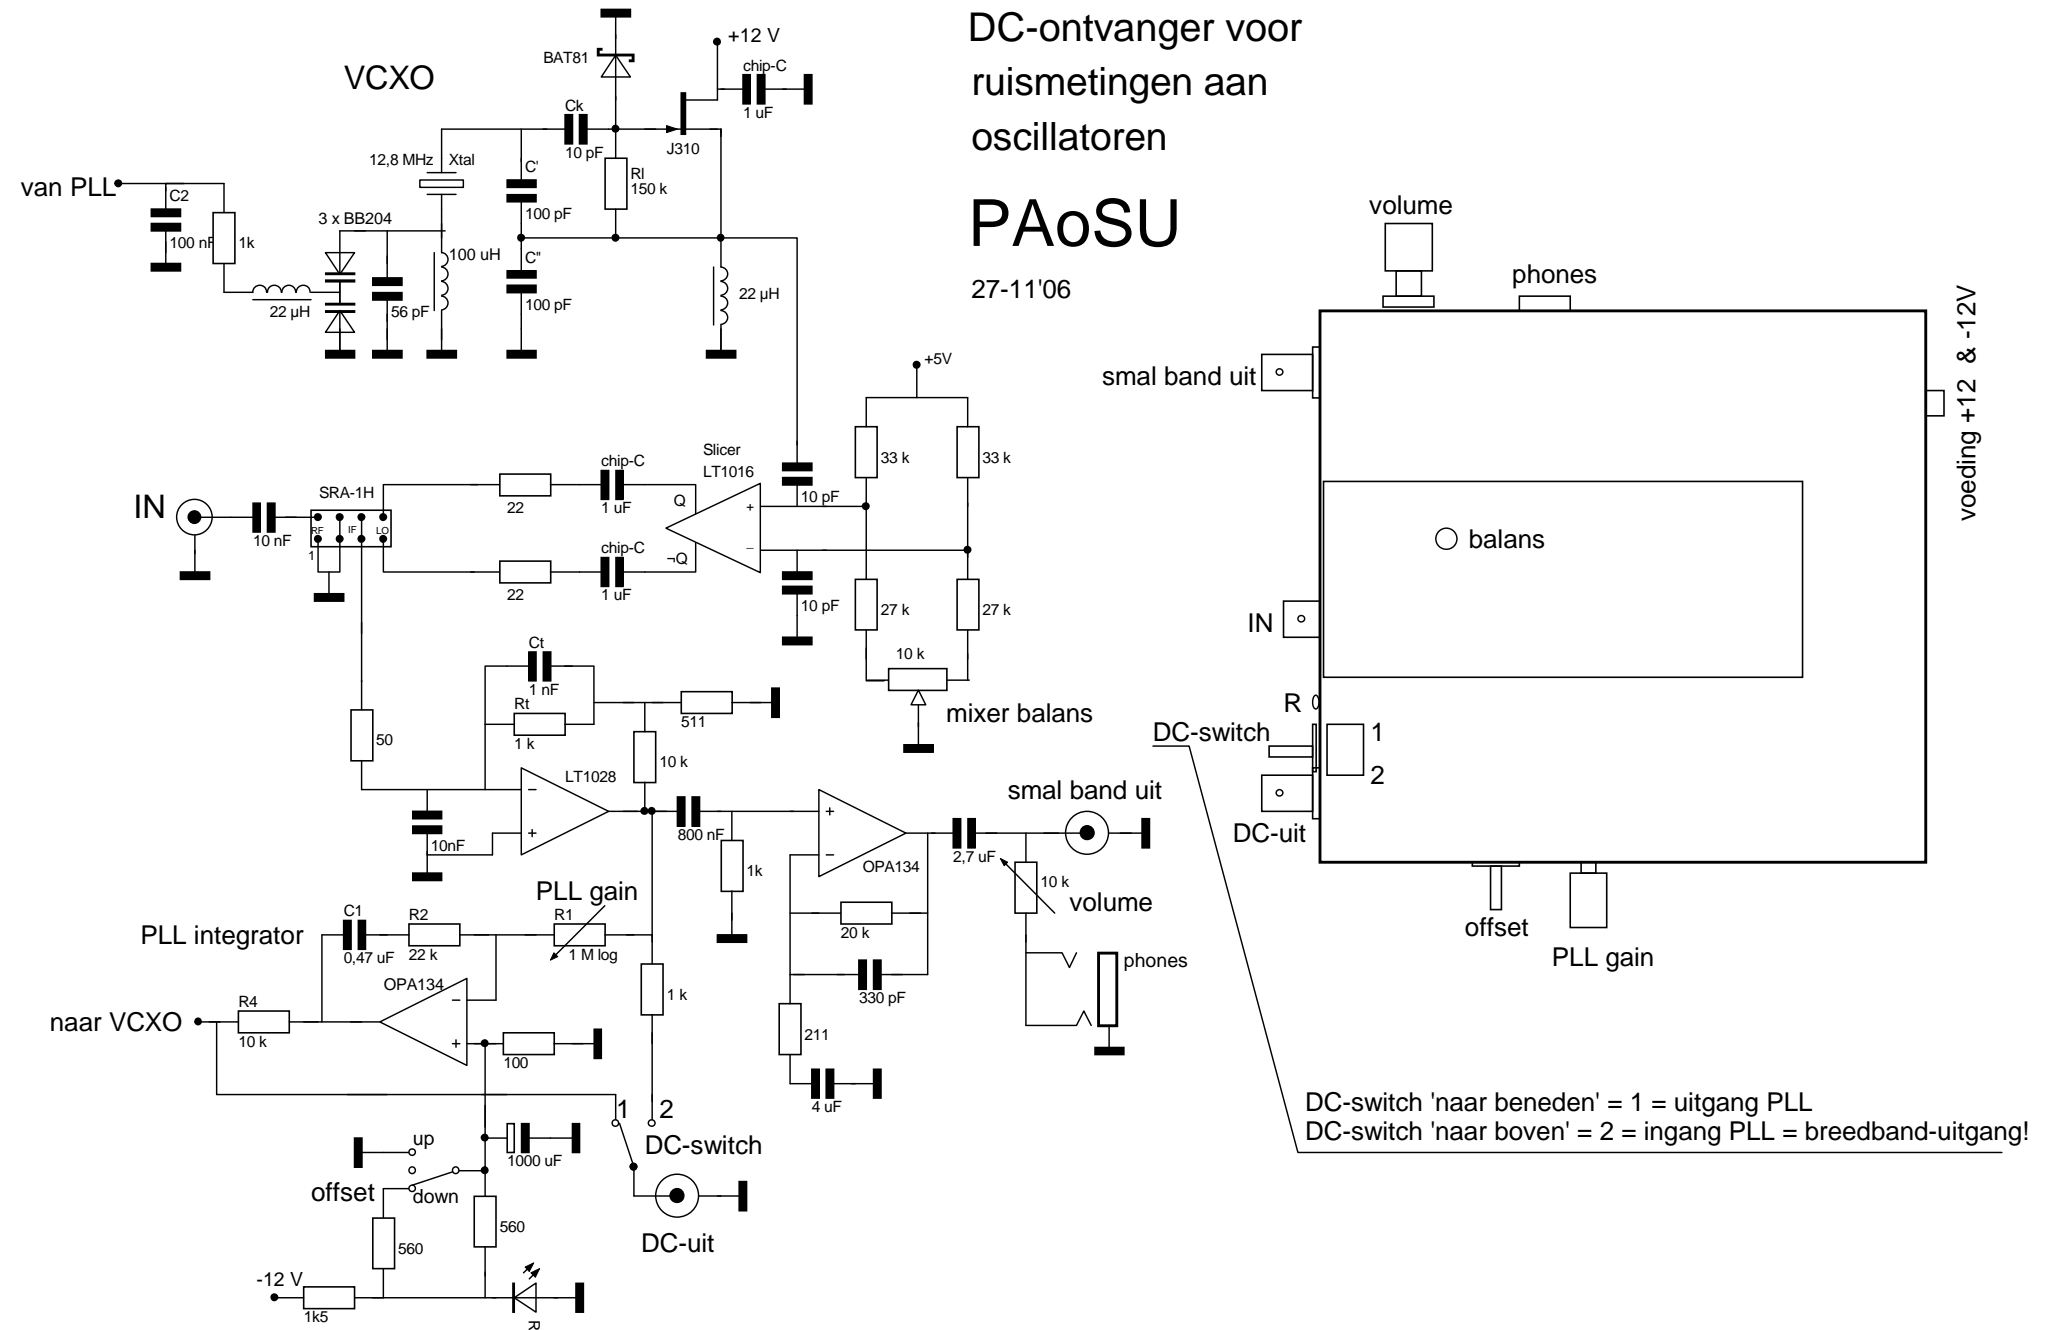 DC-ontvanger voor
ruismetingen aan
oscillatoren
PAoSU
27-11'06
VCXO
BAT81
+12 V
chip-C
1 uF
Ck
10 pF
J310
12,8 MHz Xtal
C'
100 pF
Rl
150 k
van PLL
C2
100 nF
1k
3 x BB204
100 uH
C"
100 pF
22 µH
56 pF
22 µH
+5V
33 k
33 k
Slicer
LT1016
chip-C
1 uF
Q
+
10 pF
SRA-1H
22
IN
10 nF
RF
IF
LO
1
−
chip-C
¬Q
22
1 uF
10 pF
27 k
27 k
10 k
mixer balans
Ct
1 nF
Rt
1 k
511
50
10 k
LT1028
−
+
10nF
800 nF
1k
+
−
OPA134
smal band uit
2,7 uF
10 k
volume
20 k
330 pF
phones
211
4 uF
PLL gain
PLL integrator
C1
0,47 uF
R2
22 k
R1
1 M log
OPA134
−
+
1 k
naar VCXO
R4
10 k
100
1
2
DC-switch
1000 uF
up
offset
down
560
560
DC-uit
-12 V
1k5
R
volume
phones
smal band uit
voeding +12 & -12V
balans
IN
R
DC-switch
1
2
DC-uit
offset
PLL gain
DC-switch 'naar beneden' = 1 = uitgang PLL
DC-switch 'naar boven' = 2 = ingang PLL = breedband-uitgang!